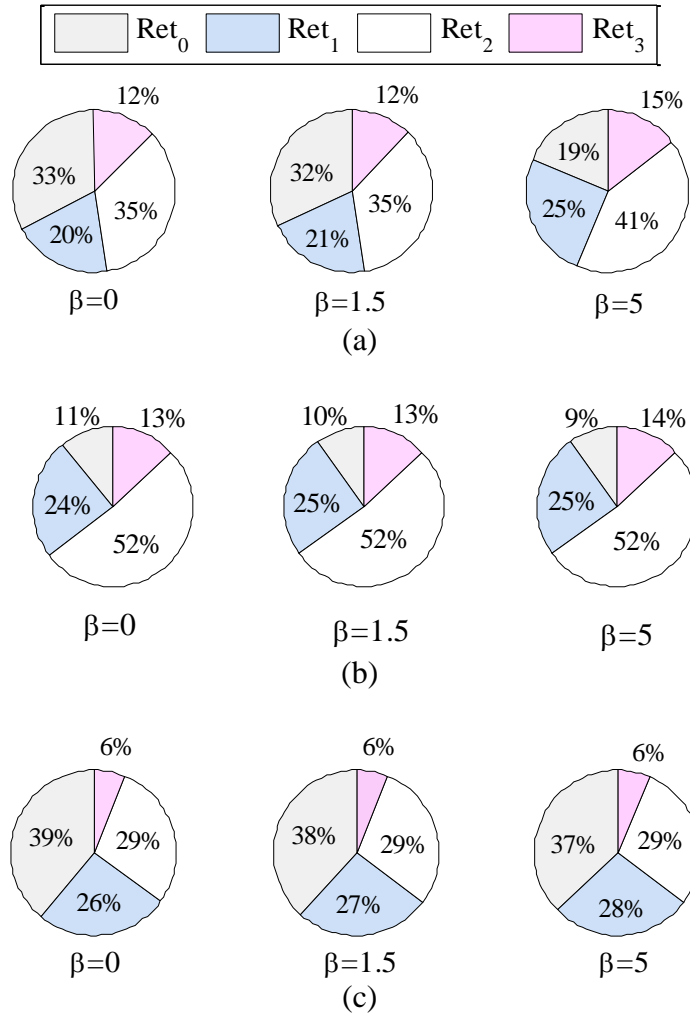 Ret0 Ret1 Ret2 Ret3
12% 12% 15%
33% 35% 32% 35% 19%
20% 21% 25% 41%
β=0 β=1.5 β=5
(a)
11% 13% 10% 13% 9% 14%
24% 25% 25%
52% 52% 52%
β=0 β=1.5 β=5
(b)
6% 6% 6%
39% 29% 38% 29% 37% 29%
26% 27% 28%
β=0 β=1.5 β=5
(c)